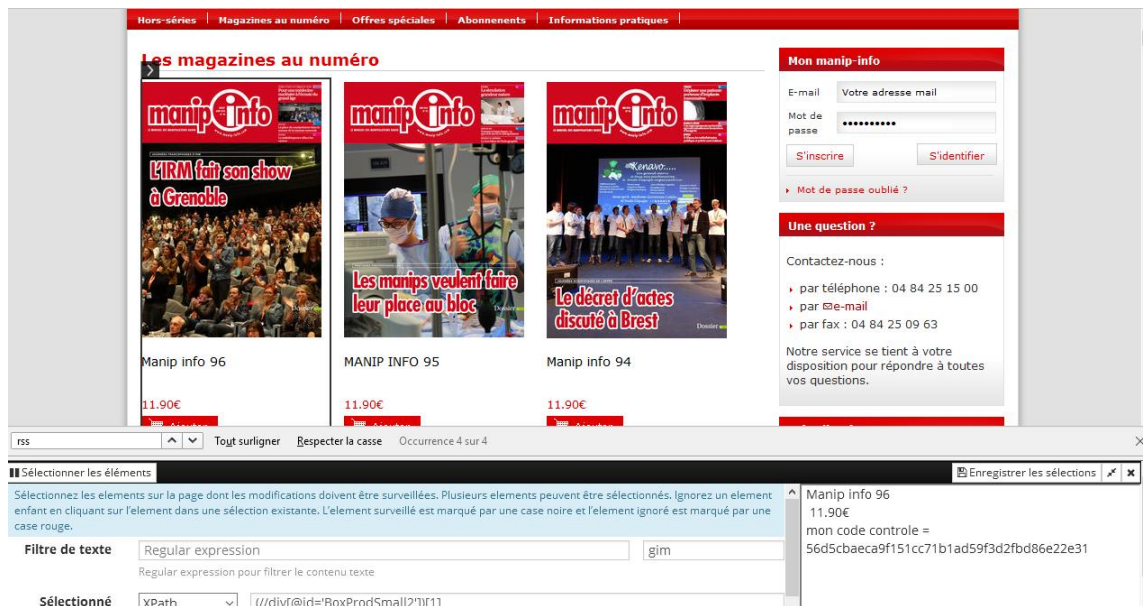 Hors-séries Magazines au numéro Offres spéciales Abonnenents Informations pratiques
Les magazines au numéro
manip info
L'IRM fait son show
à Grenoble
Manip info 96
11.90€
Ajouter
manip info
Les manips veulent faire
leur place au bloc
Dossier
MANIP INFO 95
11.90€
Ajouter
manip info
Kenavo.....
Le décret d'actes
discuté à Brest
Dossier
Manip info 94
11.90€
Ajouter
Mon manip-info
E-mail Votre adresse mail
Mot de
passe ••••••••••
S'inscrire S'identifier
Mot de passe oublié ?
Une question ?
Contactez-nous :
par téléphone : 04 84 25 15 00
par e-mail
par fax : 04 84 25 09 63
Notre service se tient à votre
disposition pour répondre à toutes
vos questions.
rss Tout surligner Respecter la casse Occurrence 4 sur 4
Sélectionner les éléments Enregistrer les sélections
Sélectionnez les elements sur la page dont les modifications doivent être surveillées. Plusieurs elements peuvent être sélectionnés. Ignorez un element
enfant en cliquant sur l'element dans une sélection existante. L'element surveillé est marqué par une case noire et l'element ignoré est marqué par une
case rouge.
Filtre de texte Regular expression gim
Regular expression pour filtrer le contenu texte
Sélectionné XPath (//div[@id='BoxProdSmall2'])[1]
Manip info 96
11.90€
mon code controle =
56d5cbaeca9f151cc71b1ad59f3d2fbd86e22e31